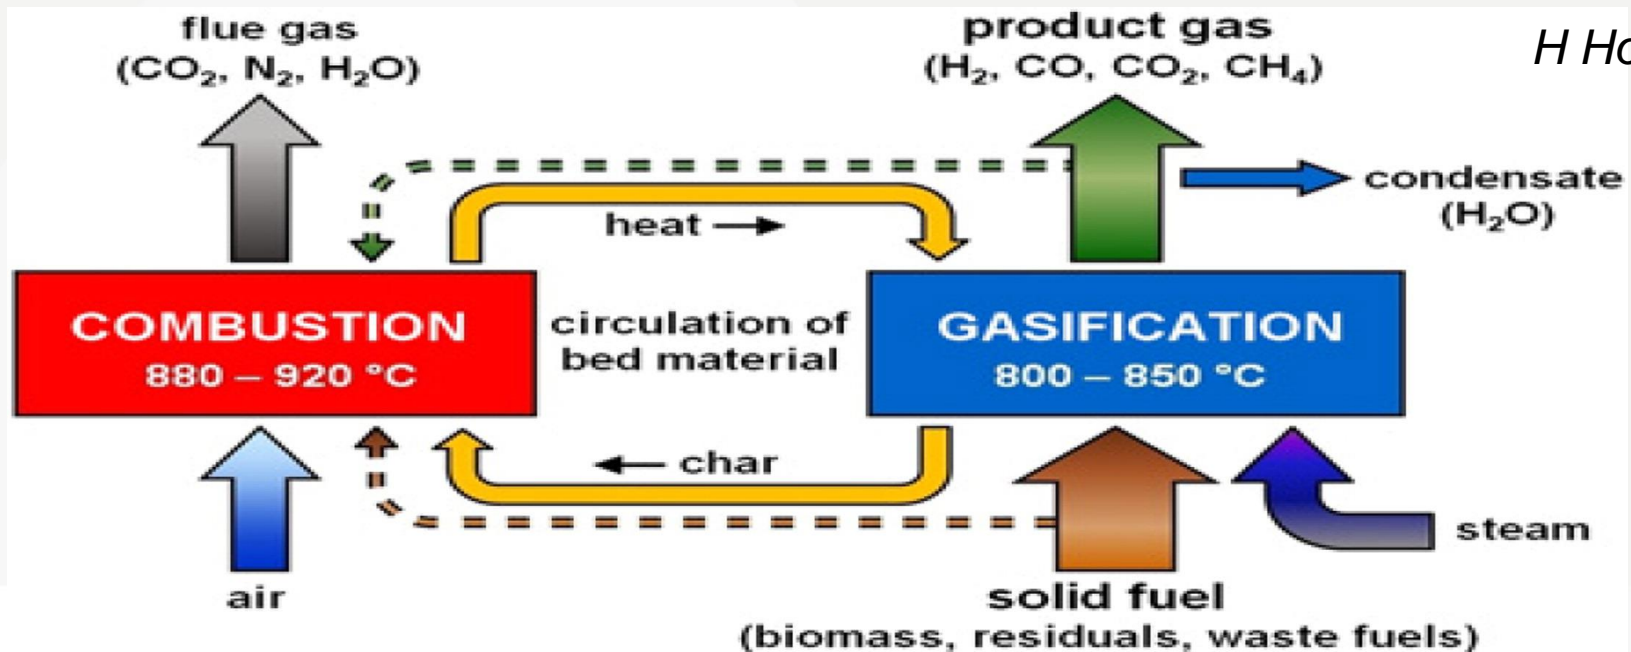 flue gas
(CO₂, N₂, H₂O)
product gas
(H₂, CO, CO₂, CH₄)
H
condensate
(H₂O)
heat
COMBUSTION
880 – 920 °C
circulation of
bed material
GASIFICATION
800 – 850 °C
char
steam
air
solid fuel
(biomass, residuals, waste fuels)